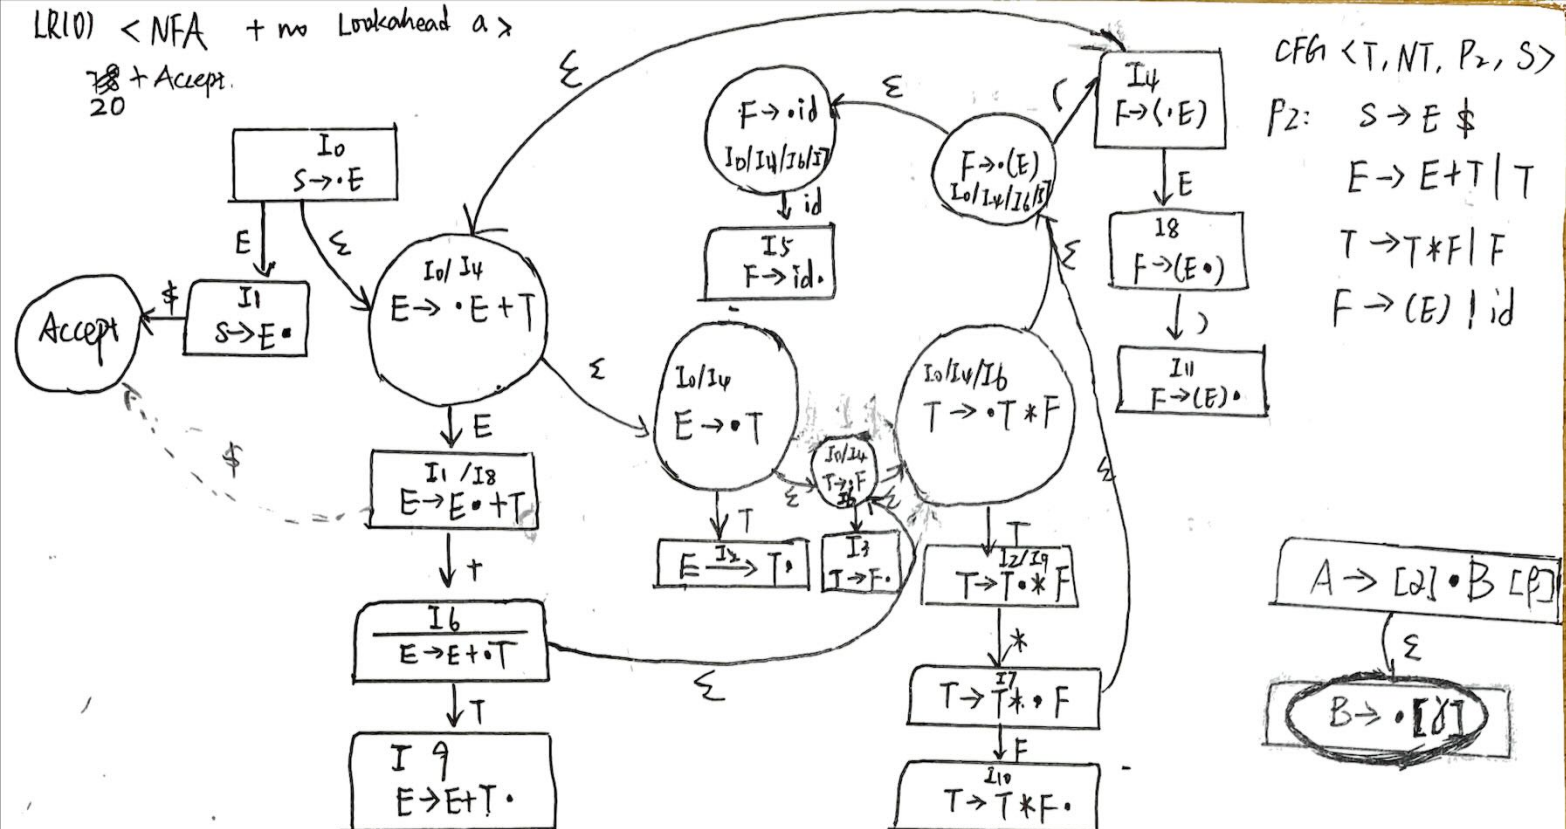 LR(0) <NFA + no Lookahead a>
+ Accept.
20
I0
S→·E
E
ε
I1
S→E·
$
Accept
I0/I4
E→·E+T
ε
E
I1/I8
E→E·+T
$
+
I6
E→E+·T
T
I9
E→E+T·
ε
ε
I0/I4
E→·T
T
I2
E→T·
ε
I0/I4
T→·F
I6
ε
I3
T→F·
I0/I4/I6
T→·T*F
T
I2/I9
T→T·*F
*
I7
T→T*·F
F
I10
T→T*F·
ε
ε
F→·(E)
I0/I4/I6/I7
ε
F→·id
I0/I4/I6/I7
id
I5
F→id·
(
I4
F→(·E)
E
I8
F→(E·)
)
I11
F→(E)·
CFG <T, NT, P2, S>
P2: S→E$
E→E+T|T
T→T*F|F
F→(E)|id
A→[α]·B[β]
ε
B→·[γ]